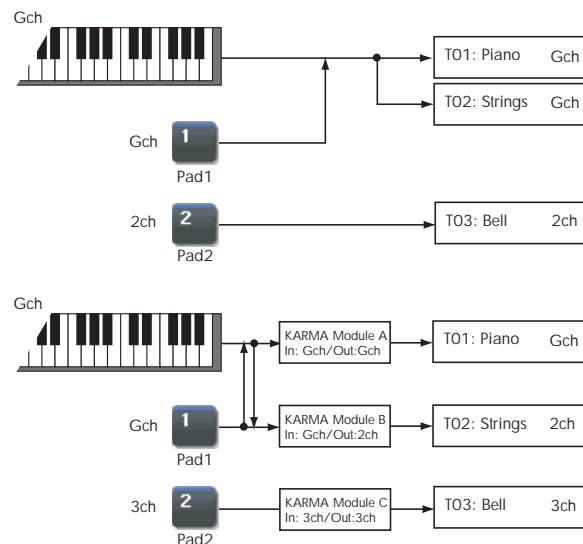 Gch
T01: Piano Gch
T02: Strings Gch
Gch
1
Pad1
2ch
2
T03: Bell 2ch
Pad2
Gch
KARMA Module A
In: Gch/Out:Gch
T01: Piano Gch
Gch
1
KARMA Module B
In: Gch/Out:2ch
T02: Strings 2ch
Pad1
3ch
2
KARMA Module C
In: 3ch/Out:3ch
T03: Bell 3ch
Pad2